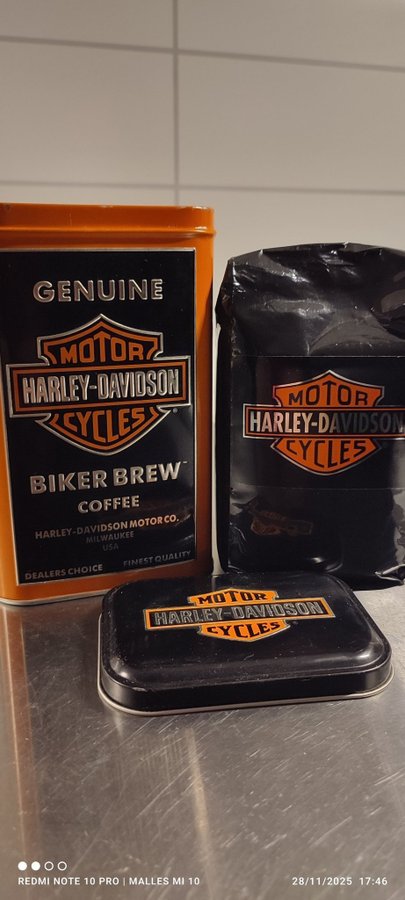 GENUINE
MOTOR
HARLEY-DAVIDSON
CYCLES
BIKER BREW™
COFFEE
HARLEY-DAVIDSON MOTOR CO.
MILWAUKEE
USA
DEALERS CHOICE FINEST QUALITY
MOTOR
HARLEY-DAVIDSON
CYCLES
MOTOR
HARLEY-DAVIDSON
CYCLES
REDMI NOTE 10 PRO | MALLES MI 10
28/11/2025 17:46